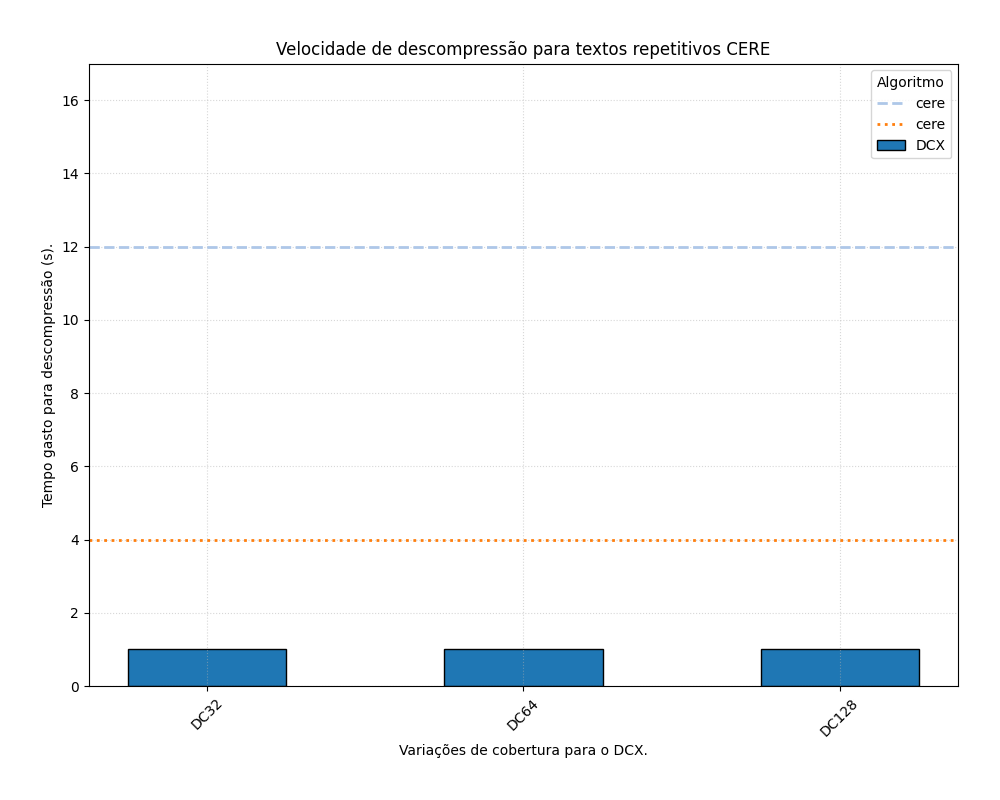 Velocidade de descompressão para textos repetitivos CERE
Algoritmo
cere
cere
DCX
Tempo gasto para descompressão (s).
16
14
12
10
8
6
4
2
0
DC32
DC64
DC128
Variações de cobertura para o DCX.